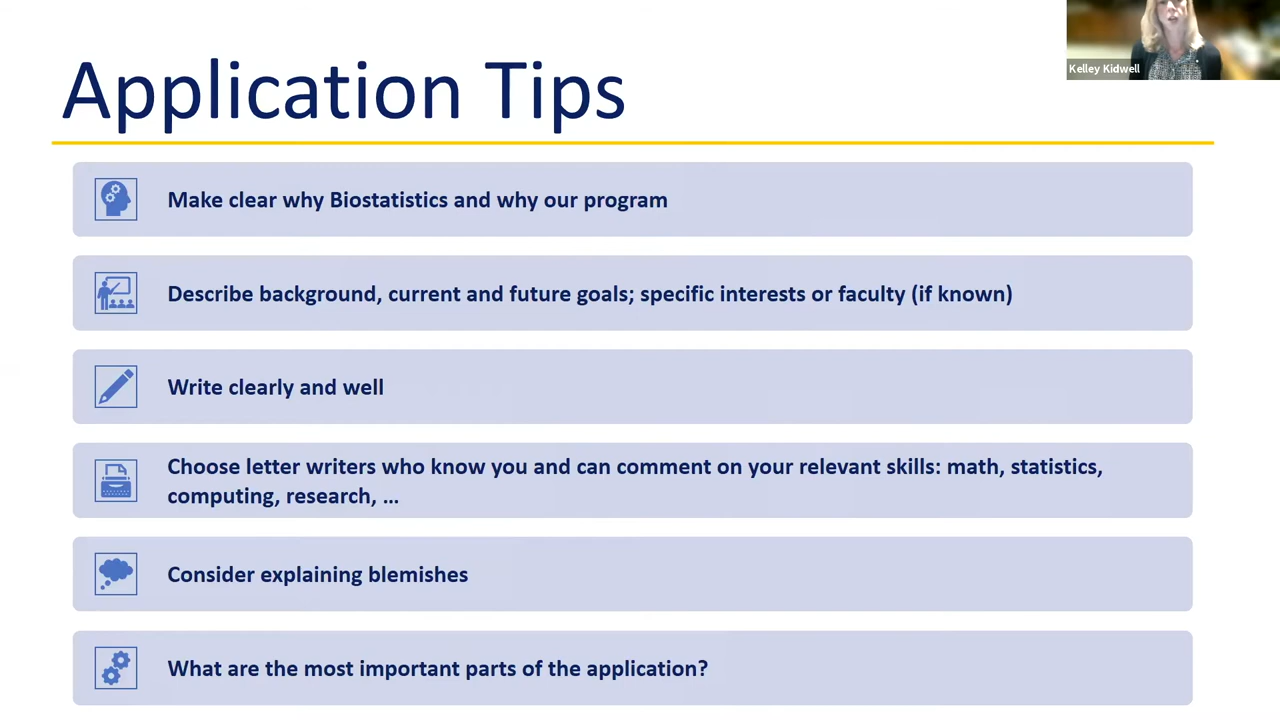 Application Tips
Kelley Kidwell
Make clear why Biostatistics and why our program
Describe background, current and future goals; specific interests or faculty (if known)
Write clearly and well
Choose letter writers who know you and can comment on your relevant skills: math, statistics,
computing, research, ...
Consider explaining blemishes
What are the most important parts of the application?